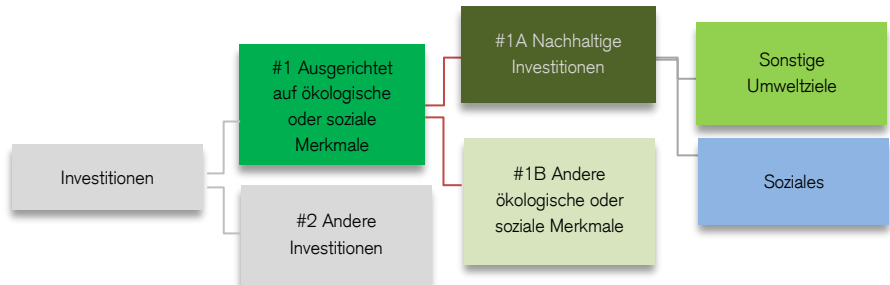 Investitionen
#1 Ausgerichtet
auf ökologische
oder soziale
Merkmale
#2 Andere
Investitionen
#1A Nachhaltige
Investitionen
#1B Andere
ökologische oder
soziale Merkmale
Sonstige
Umweltziele
Soziales